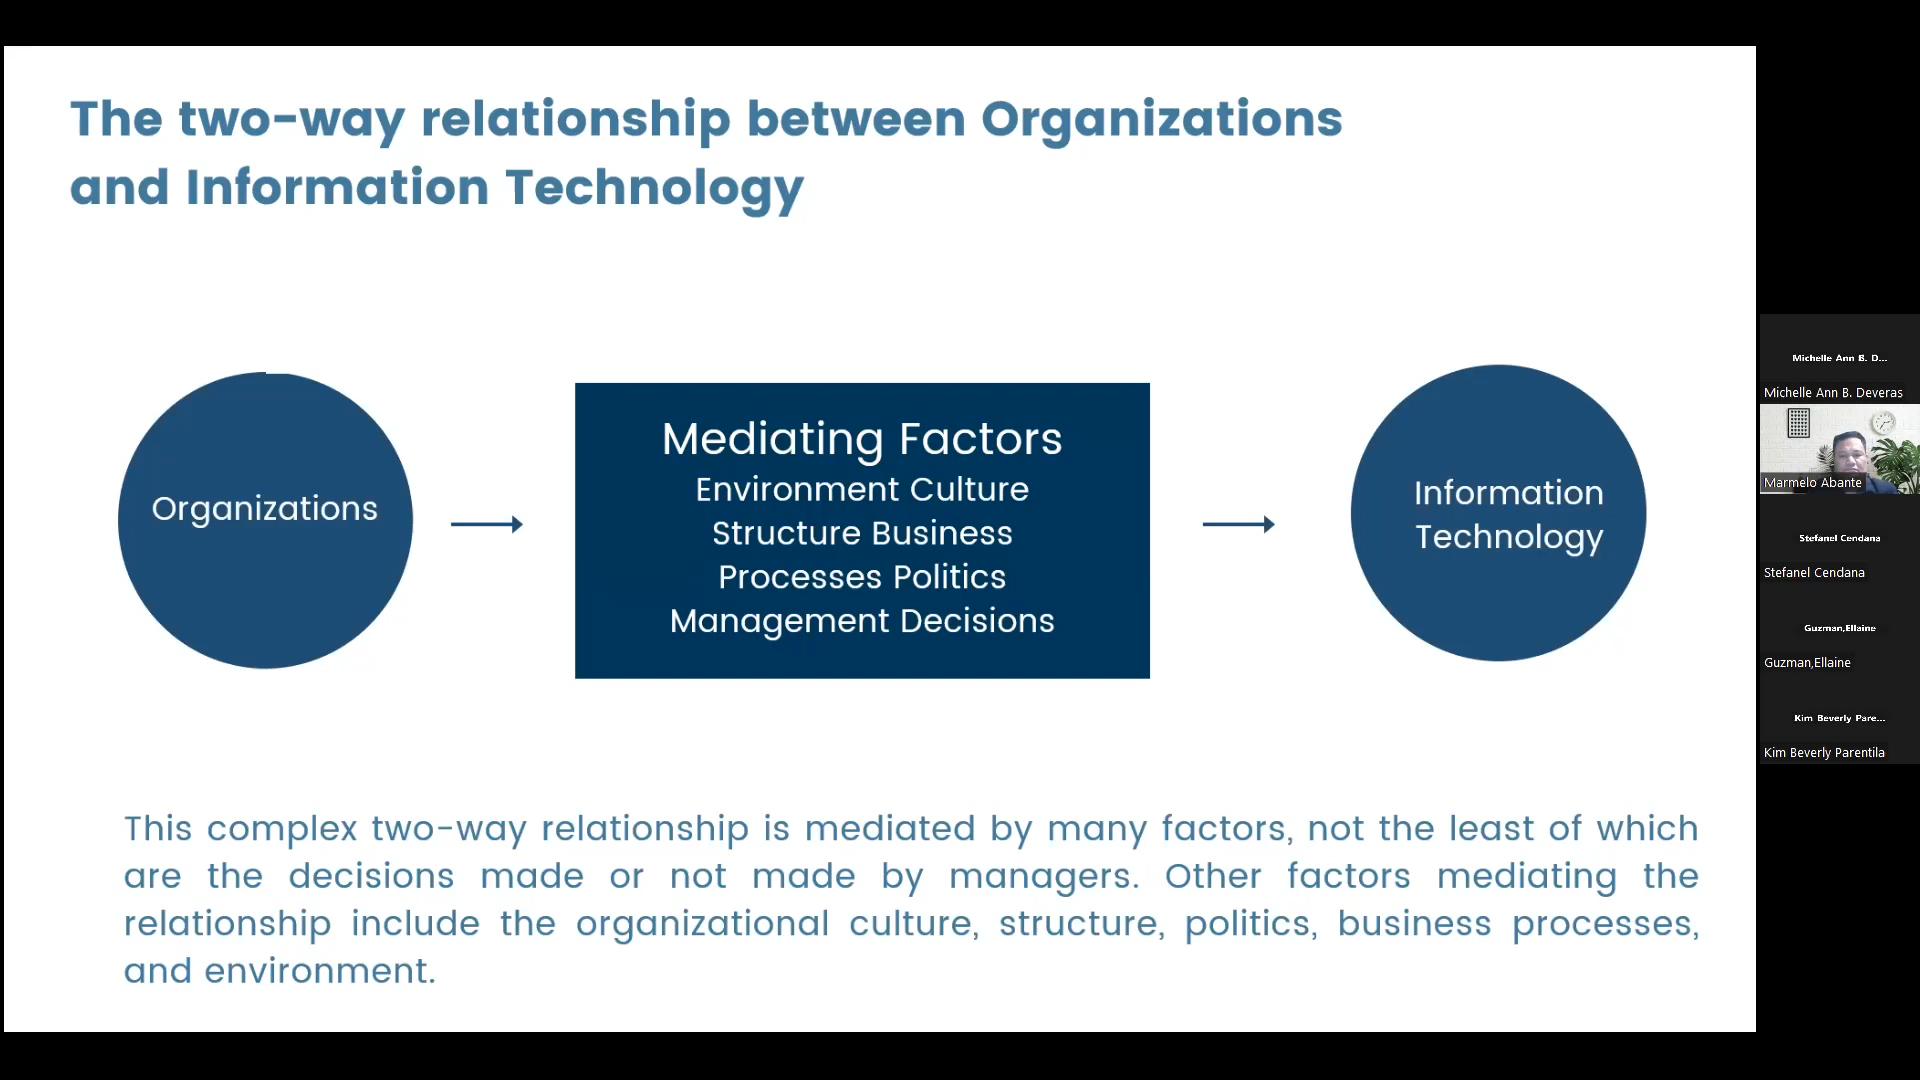 The two-way relationship between Organizations
and Information Technology
Organizations
Mediating Factors
Environment Culture
Structure Business
Processes Politics
Management Decisions
Information
Technology
This complex two-way relationship is mediated by many factors, not the least of which
are the decisions made or not made by managers. Other factors mediating the
relationship include the organizational culture, structure, politics, business processes,
and environment.
Michelle Ann B. D...
Michelle Ann B. Deveras
Marmelo Abante
Stefanel Cendana
Stefanel Cendana
Guzman,Ellaine
Guzman,Ellaine
Kim Beverly Pare...
Kim Beverly Parentila